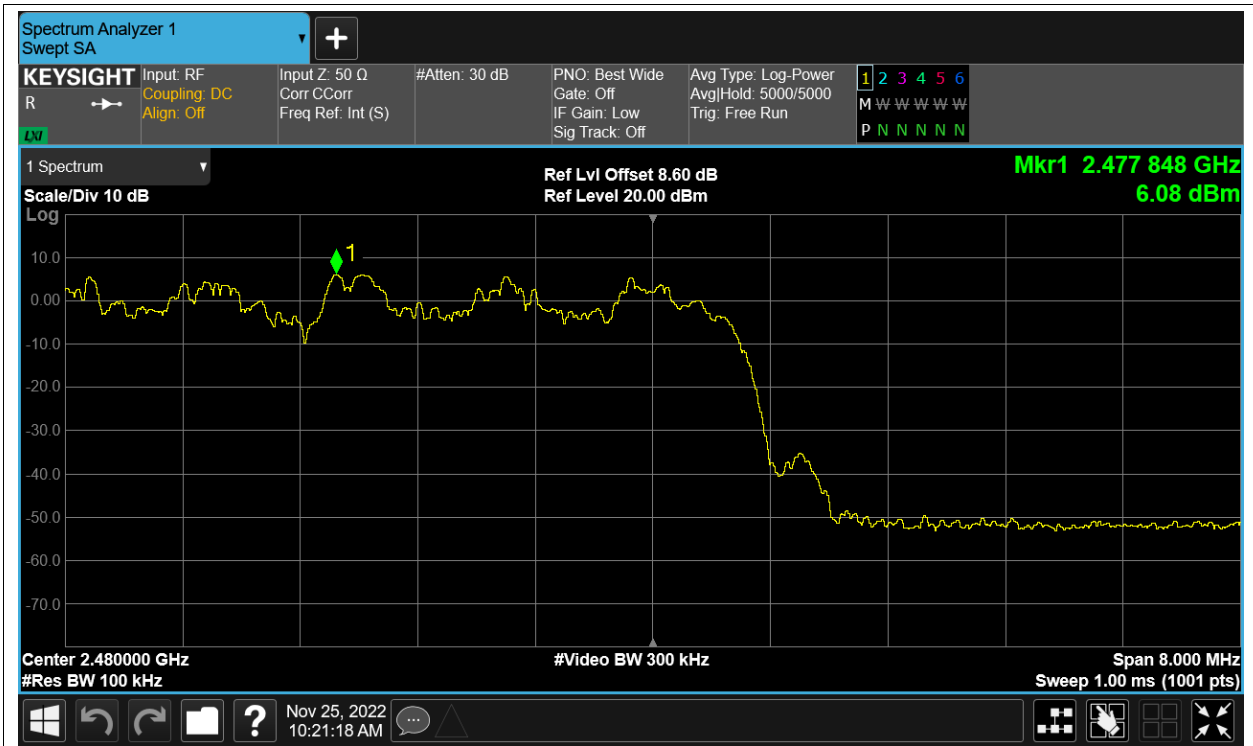 Spectrum Analyzer 1
Swept SA
KEYSIGHT
R
LXI
Input: RF
Coupling: DC
Align: Off
Input Z: 50 Ω
Corr CCorr
Freq Ref: Int (S)
#Atten: 30 dB
PNO: Best Wide
Gate: Off
IF Gain: Low
Sig Track: Off
Avg Type: Log-Power
Avg|Hold: 5000/5000
Trig: Free Run
1 2 3 4 5 6
M W W W W W
P N N N N N
1 Spectrum
Scale/Div 10 dB
Ref Lvl Offset 8.60 dB
Ref Level 20.00 dBm
Mkr1 2.477 848 GHz
6.08 dBm
Log
1
10.0
0.00
-10.0
-20.0
-30.0
-40.0
-50.0
-60.0
-70.0
Center 2.480000 GHz
#Res BW 100 kHz
#Video BW 300 kHz
Span 8.000 MHz
Sweep 1.00 ms (1001 pts)
?
Nov 25, 2022
10:21:18 AM